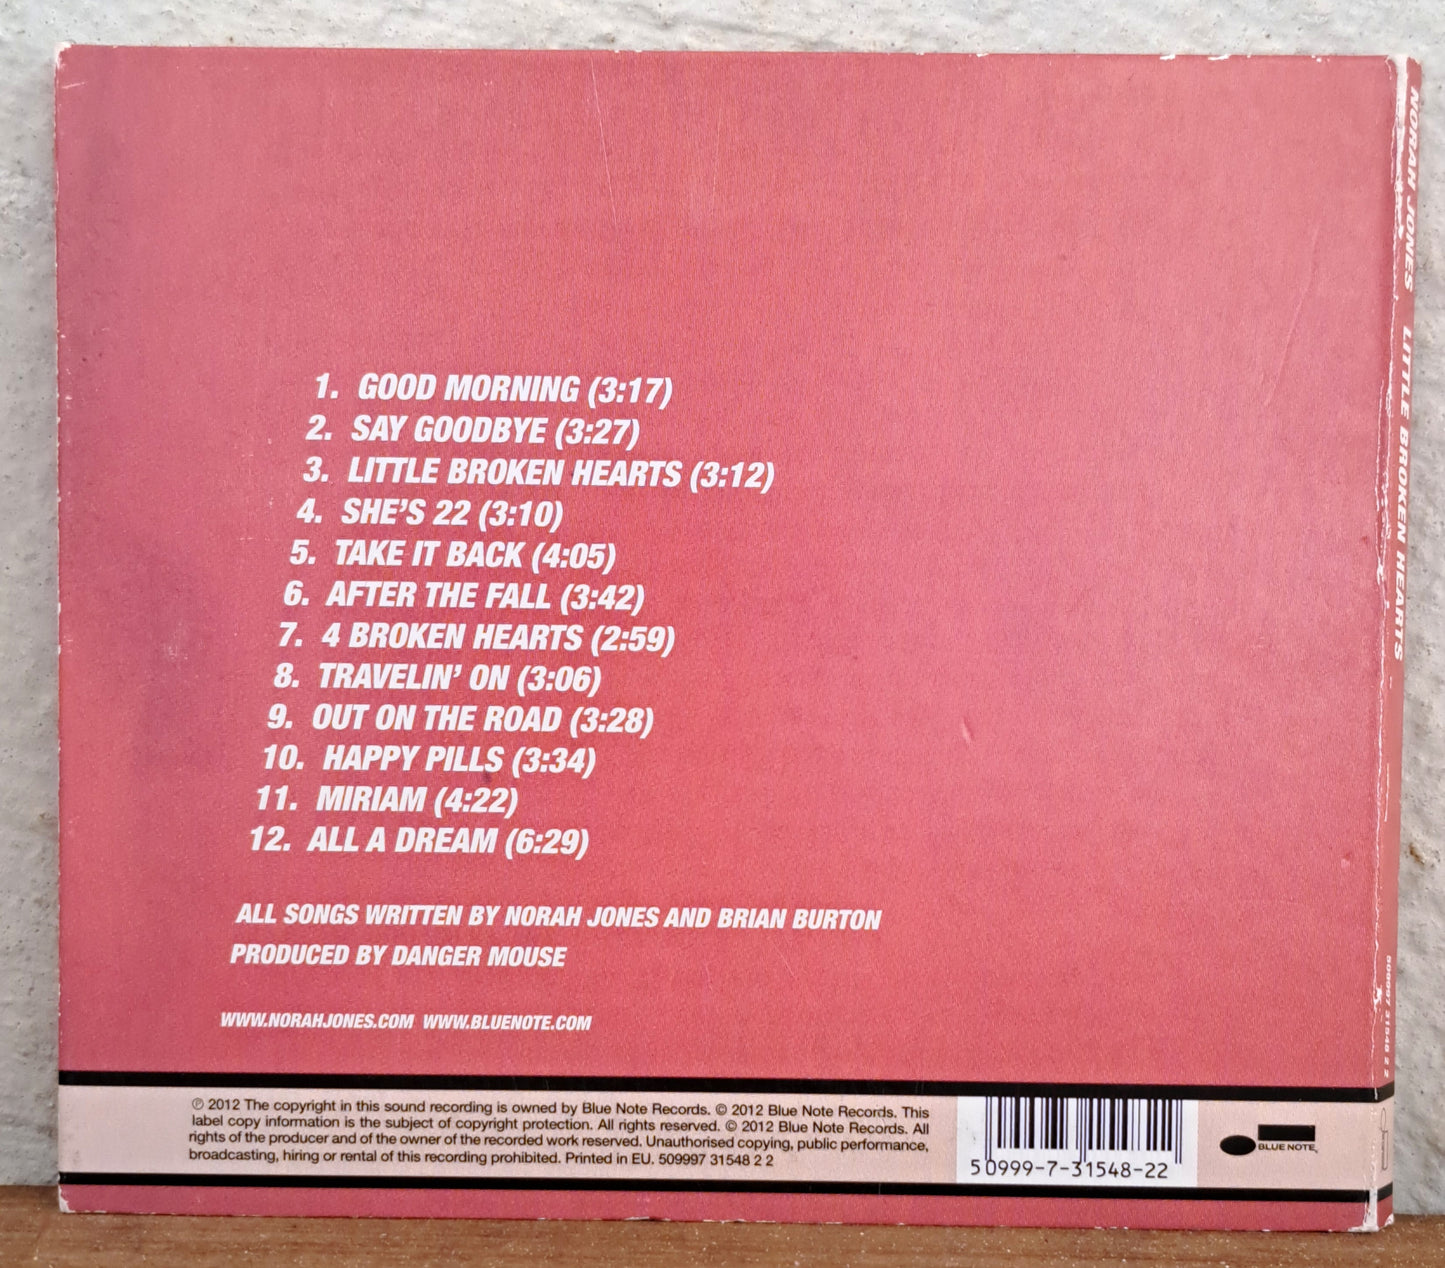 1. GOOD MORNING (3:17)
2. SAY GOODBYE (3:27)
3. LITTLE BROKEN HEARTS (3:12)
4. SHE'S 22 (3:10)
5. TAKE IT BACK (4:05)
6. AFTER THE FALL (3:42)
7. 4 BROKEN HEARTS (2:59)
8. TRAVELIN' ON (3:06)
9. OUT ON THE ROAD (3:28)
10. HAPPY PILLS (3:34)
11. MIRIAM (4:22)
12. ALL A DREAM (6:29)
ALL SONGS WRITTEN BY NORAH JONES AND BRIAN BURTON
PRODUCED BY DANGER MOUSE
WWW.NORAHJONES.COM WWW.BLUENOTE.COM
℗ 2012 The copyright in this sound recording is owned by Blue Note Records. © 2012 Blue Note Records. This
label copy information is the subject of copyright protection. All rights reserved. © 2012 Blue Note Records. All
rights of the producer and of the owner of the recorded work reserved. Unauthorised copying, public performance,
broadcasting, hiring or rental of this recording prohibited. Printed in EU. 509997 31548 2 2
5 0999-7-31548-22
BLUE NOTE
NORAH JONES LITTLE BROKEN HEARTS
509997 31548 2 2